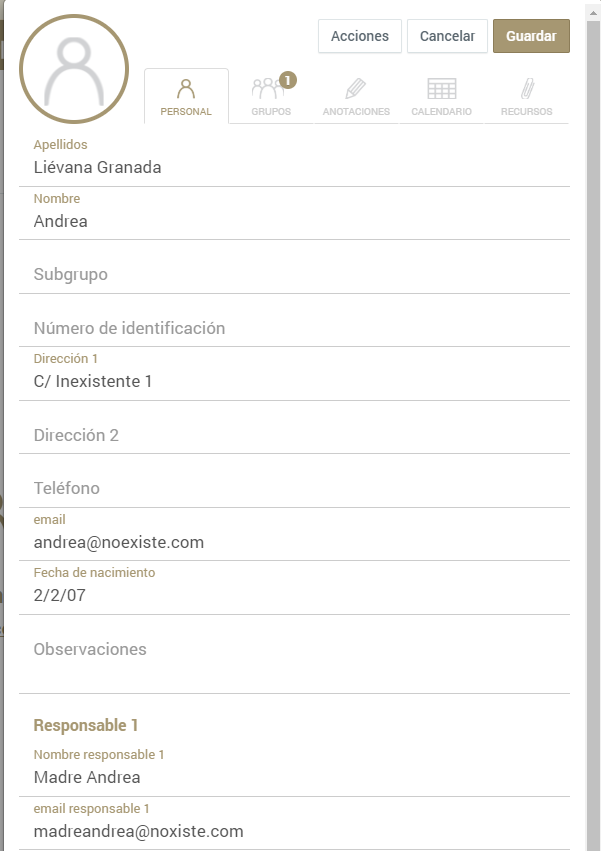 Acciones
Cancelar
Guardar
1
PERSONAL
GRUPOS
ANOTACIONES
CALENDARIO
RECURSOS
Apellidos
Liévana Granada
Nombre
Andrea
Subgrupo
Número de identificación
Dirección 1
C/ Inexistente 1
Dirección 2
Teléfono
email
andrea@noexiste.com
Fecha de nacimiento
2/2/07
Observaciones
Responsable 1
Nombre responsable 1
Madre Andrea
email responsable 1
madreandrea@noxiste.com